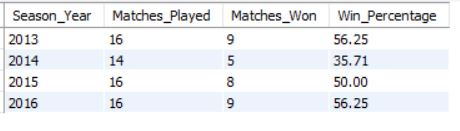 Season_Year Matches_Played Matches_Won Win_Percentage
2013 16 9 56.25
2014 14 5 35.71
2015 16 8 50.00
2016 16 9 56.25